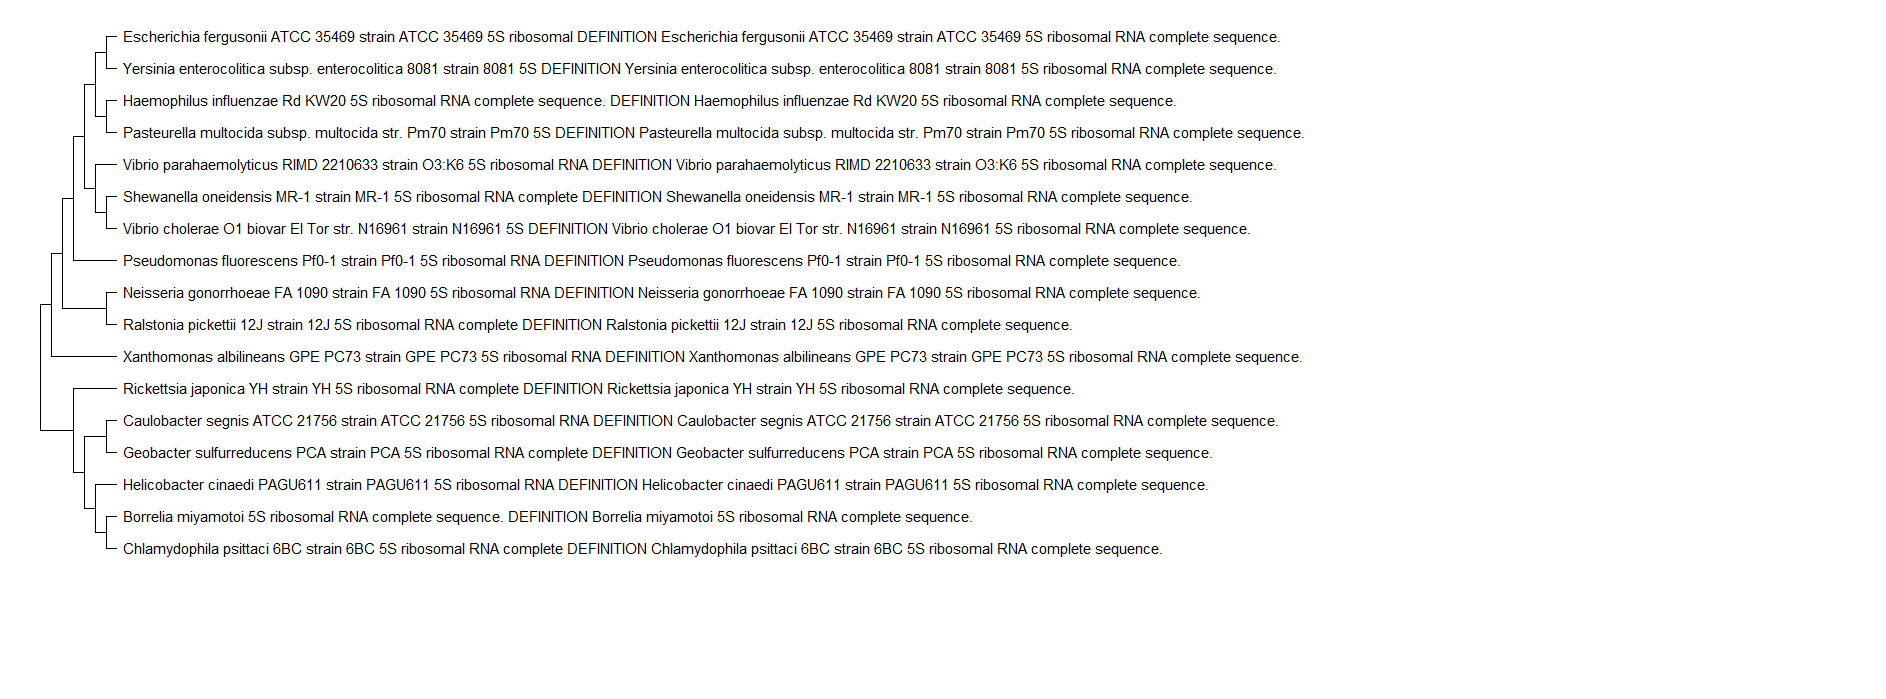 Escherichia fergusonii ATCC 35469 strain ATCC 35469 5S ribosomal DEFINITION Escherichia fergusonii ATCC 35469 strain ATCC 35469 5S ribosomal RNA complete sequence.
Yersinia enterocolitica subsp. enterocolitica 8081 strain 8081 5S DEFINITION Yersinia enterocolitica subsp. enterocolitica 8081 strain 8081 5S ribosomal RNA complete sequence.
Haemophilus influenzae Rd KW20 5S ribosomal RNA complete sequence. DEFINITION Haemophilus influenzae Rd KW20 5S ribosomal RNA complete sequence.
Pasteurella multocida subsp. multocida str. Pm70 strain Pm70 5S DEFINITION Pasteurella multocida subsp. multocida str. Pm70 strain Pm70 5S ribosomal RNA complete sequence.
Vibrio parahaemolyticus RIMD 2210633 strain O3:K6 5S ribosomal RNA DEFINITION Vibrio parahaemolyticus RIMD 2210633 strain O3:K6 5S ribosomal RNA complete sequence.
Shewanella oneidensis MR-1 strain MR-1 5S ribosomal RNA complete DEFINITION Shewanella oneidensis MR-1 strain MR-1 5S ribosomal RNA complete sequence.
Vibrio cholerae O1 biovar El Tor str. N16961 strain N16961 5S DEFINITION Vibrio cholerae O1 biovar El Tor str. N16961 strain N16961 5S ribosomal RNA complete sequence.
Pseudomonas fluorescens Pf0-1 strain Pf0-1 5S ribosomal RNA DEFINITION Pseudomonas fluorescens Pf0-1 strain Pf0-1 5S ribosomal RNA complete sequence.
Neisseria gonorrhoeae FA 1090 strain FA 1090 5S ribosomal RNA DEFINITION Neisseria gonorrhoeae FA 1090 strain FA 1090 5S ribosomal RNA complete sequence.
Ralstonia pickettii 12J strain 12J 5S ribosomal RNA complete DEFINITION Ralstonia pickettii 12J strain 12J 5S ribosomal RNA complete sequence.
Xanthomonas albilineans GPE PC73 strain GPE PC73 5S ribosomal RNA DEFINITION Xanthomonas albilineans GPE PC73 strain GPE PC73 5S ribosomal RNA complete sequence.
Rickettsia japonica YH strain YH 5S ribosomal RNA complete DEFINITION Rickettsia japonica YH strain YH 5S ribosomal RNA complete sequence.
Caulobacter segnis ATCC 21756 strain ATCC 21756 5S ribosomal RNA DEFINITION Caulobacter segnis ATCC 21756 strain ATCC 21756 5S ribosomal RNA complete sequence.
Geobacter sulfurreducens PCA strain PCA 5S ribosomal RNA complete DEFINITION Geobacter sulfurreducens PCA strain PCA 5S ribosomal RNA complete sequence.
Helicobacter cinaedi PAGU611 strain PAGU611 5S ribosomal RNA DEFINITION Helicobacter cinaedi PAGU611 strain PAGU611 5S ribosomal RNA complete sequence.
Borrelia miyamotoi 5S ribosomal RNA complete sequence. DEFINITION Borrelia miyamotoi 5S ribosomal RNA complete sequence.
Chlamydophila psittaci 6BC strain 6BC 5S ribosomal RNA complete DEFINITION Chlamydophila psittaci 6BC strain 6BC 5S ribosomal RNA complete sequence.